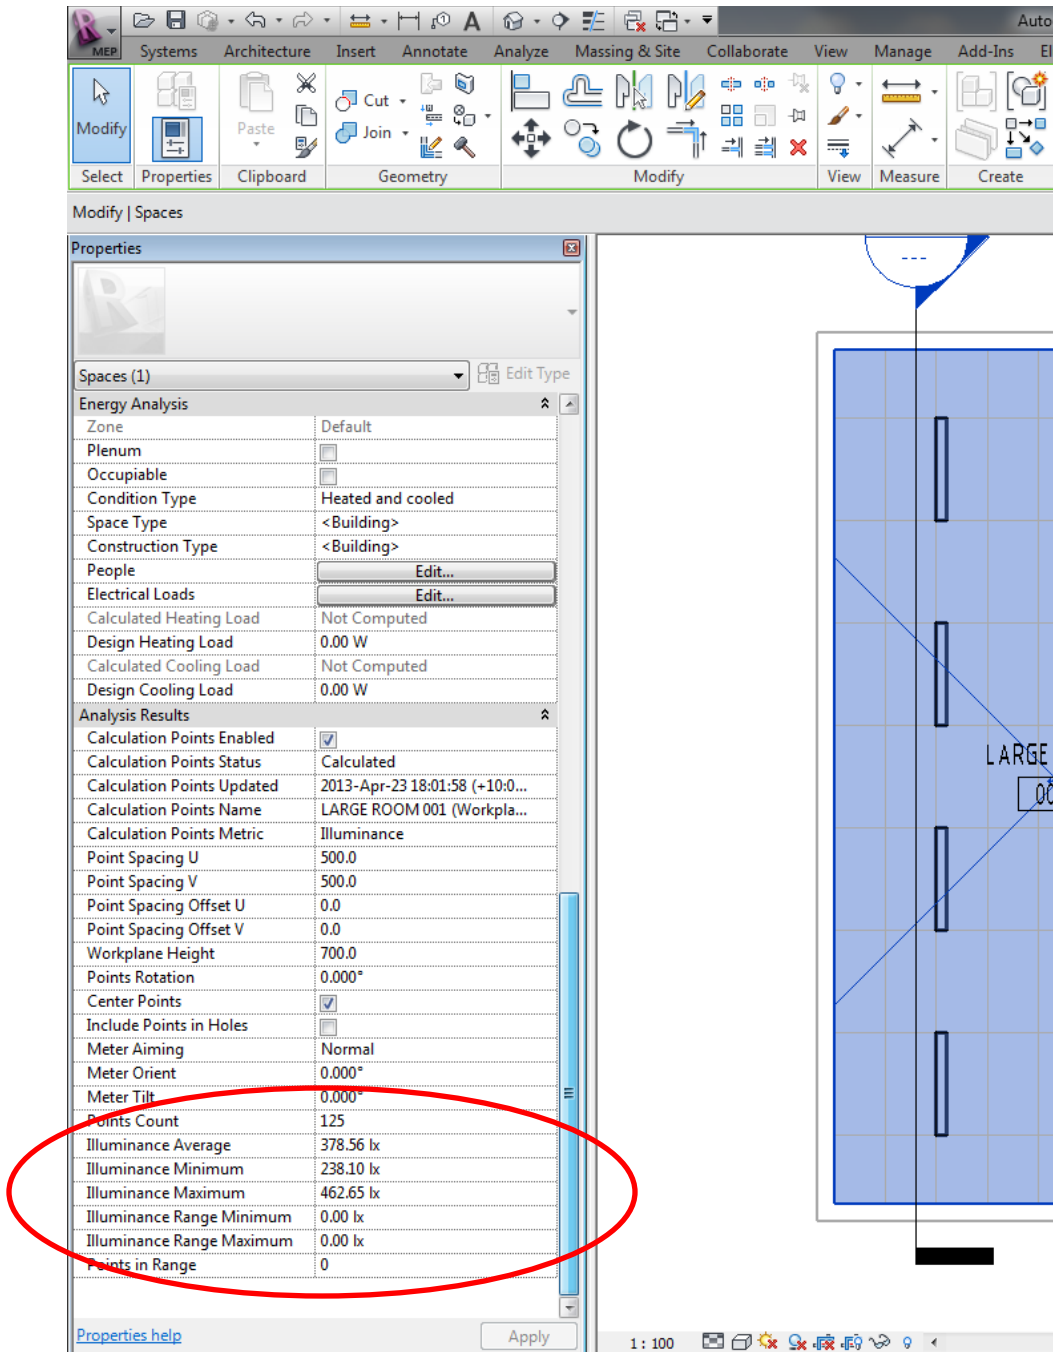 Auto
MEP Systems Architecture Insert Annotate Analyze Massing & Site Collaborate View Manage Add-Ins El
Modify
Paste
Cut
Join
Select Properties Clipboard Geometry Modify View Measure Create
Modify | Spaces
Properties
Spaces (1) Edit Type
Energy Analysis
Zone Default
Plenum
Occupiable
Condition Type Heated and cooled
Space Type <Building>
Construction Type <Building>
People Edit...
Electrical Loads Edit...
Calculated Heating Load Not Computed
Design Heating Load 0.00 W
Calculated Cooling Load Not Computed
Design Cooling Load 0.00 W
Analysis Results
Calculation Points Enabled
Calculation Points Status Calculated
Calculation Points Updated 2013-Apr-23 18:01:58 (+10:0...
Calculation Points Name LARGE ROOM 001 (Workpla...
Calculation Points Metric Illuminance
Point Spacing U 500.0
Point Spacing V 500.0
Point Spacing Offset U 0.0
Point Spacing Offset V 0.0
Workplane Height 700.0
Points Rotation 0.000°
Center Points
Include Points in Holes
Meter Aiming Normal
Meter Orient 0.000°
Meter Tilt 0.000°
Points Count 125
Illuminance Average 378.56 lx
Illuminance Minimum 238.10 lx
Illuminance Maximum 462.65 lx
Illuminance Range Minimum 0.00 lx
Illuminance Range Maximum 0.00 lx
Points in Range 0
Properties help Apply
---
LARGE
00
1 : 100